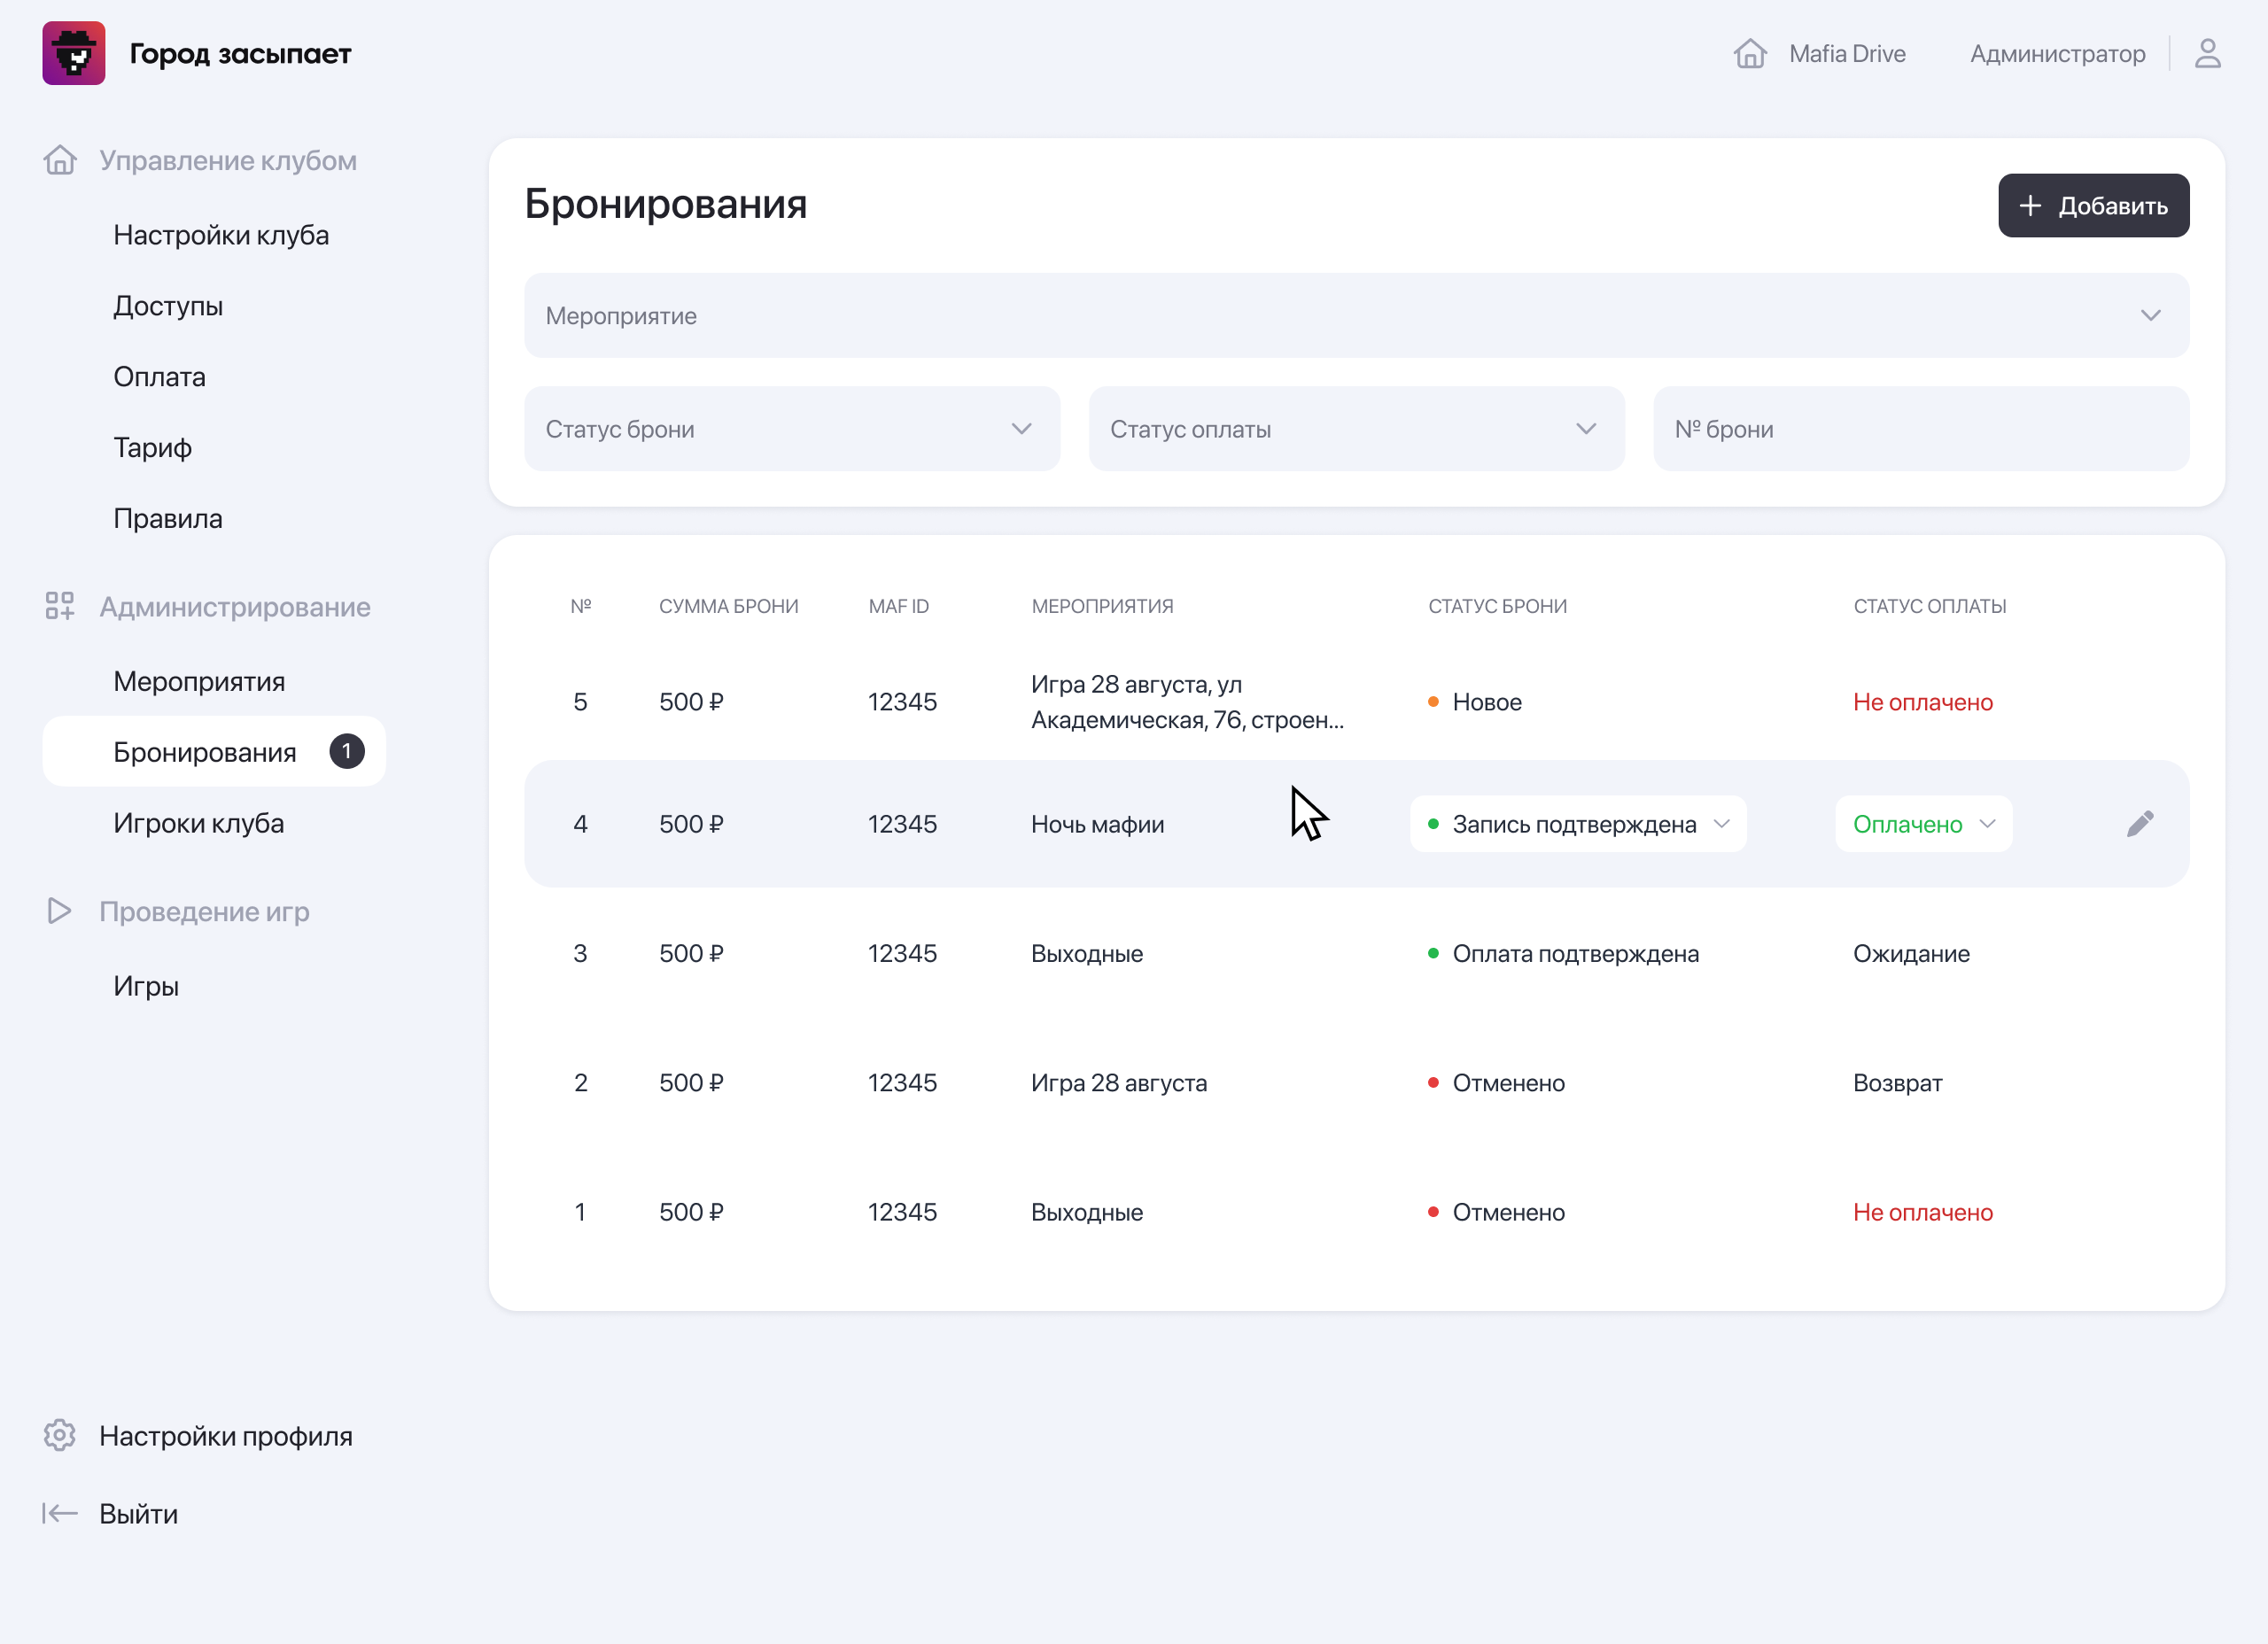 Город засыпает
Mafia Drive
Администратор
Управление клубом
Настройки клуба
Доступы
Оплата
Тариф
Правила
Администрирование
Мероприятия
Бронирования 1
Игроки клуба
Проведение игр
Игры
Настройки профиля
Выйти
Бронирования
Добавить
Мероприятие
Статус брони
Статус оплаты
№ брони
№ СУММА БРОНИ MAF ID МЕРОПРИЯТИЯ СТАТУС БРОНИ СТАТУС ОПЛАТЫ
5 500 ₽ 12345 Игра 28 августа, ул
Академическая, 76, строен... Новое Не оплачено
4 500 ₽ 12345 Ночь мафии Запись подтверждена Оплачено
3 500 ₽ 12345 Выходные Оплата подтверждена Ожидание
2 500 ₽ 12345 Игра 28 августа Отменено Возврат
1 500 ₽ 12345 Выходные Отменено Не оплачено